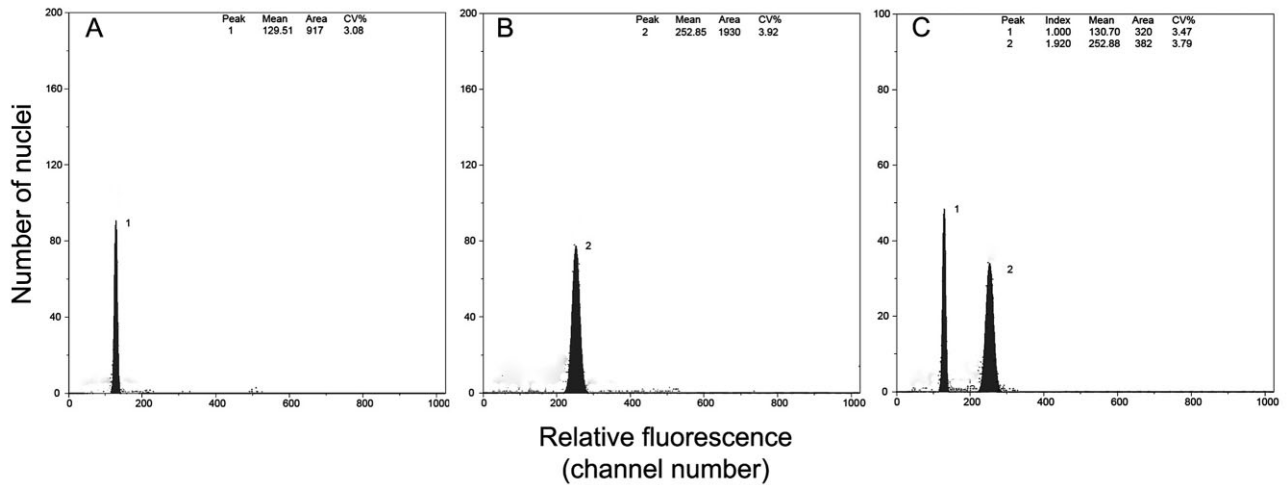 A
Peak Mean Area CV%
1 129.51 917 3.08
200
160
120
80
40
0
1
0 200 400 600 800 1000
B
Peak Mean Area CV%
2 252.85 1930 3.92
200
160
120
80
40
0
2
0 200 400 600 800 1000
C
Peak Index Mean Area CV%
1 1.000 130.70 320 3.47
2 1.920 252.88 382 3.79
100
80
60
40
20
0
1
2
0 200 400 600 800 1000
Number of nuclei
Relative fluorescence
(channel number)